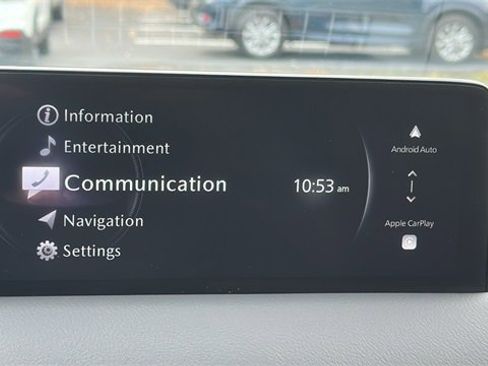 Information
Entertainment
Android Auto
Communication
10:53 am
Navigation
Apple CarPlay
Settings